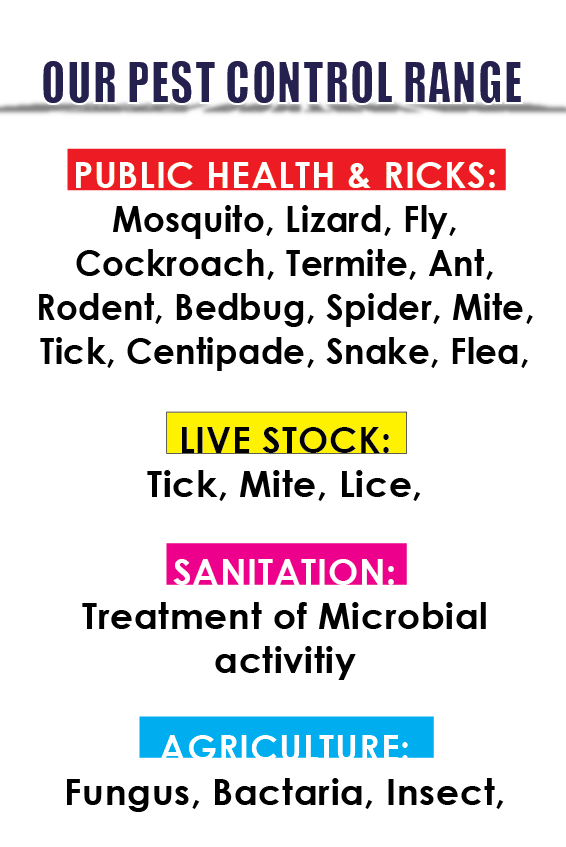 OUR PEST CONTROL RANGE
PUBLIC HEALTH & RICKS:
Mosquito, Lizard, Fly,
Cockroach, Termite, Ant,
Rodent, Bedbug, Spider, Mite,
Tick, Centipade, Snake, Flea,
LIVE STOCK:
Tick, Mite, Lice,
SANITATION:
Treatment of Microbial
activitiy
AGRICULTURE:
Fungus, Bactaria, Insect,